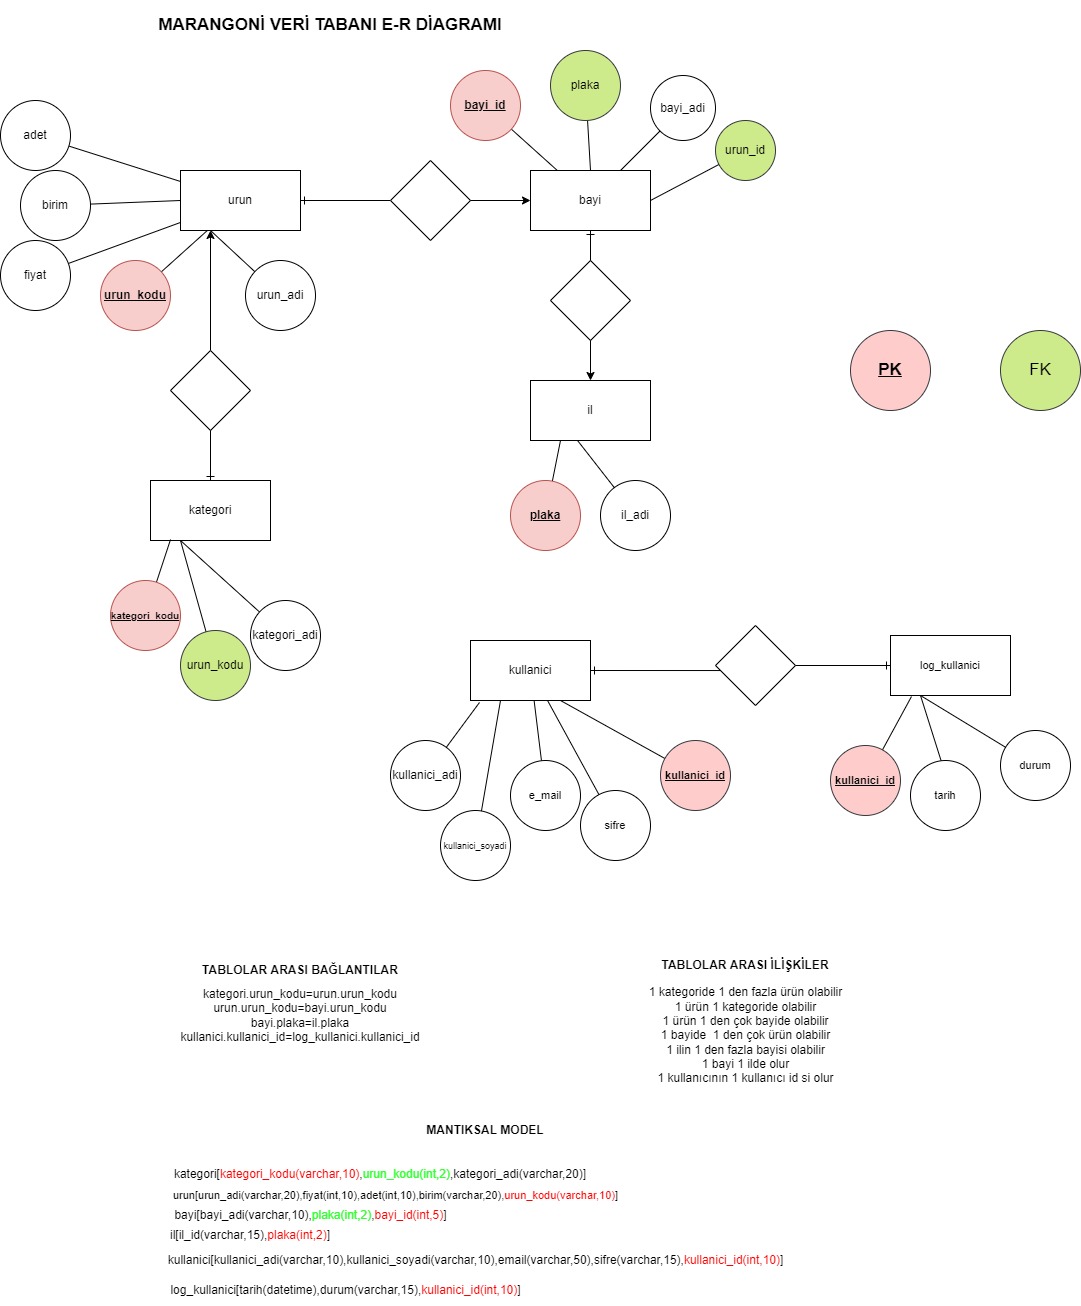 MARANGONİ VERİ TABANI E-R DİAGRAMI
bayi_id
plaka
bayi_adi
urun_id
adet
birim
fiyat
urun
bayi
urun_kodu
urun_adi
PK
FK
il
plaka
il_adi
kategori
kategori_kodu
urun_kodu
kategori_adi
kullanici
log_kullanici
kullanici_adi
kullanici_soyadi
e_mail
sifre
kullanici_id
kullanici_id
tarih
durum
TABLOLAR ARASI BAĞLANTILAR
kategori.urun_kodu=urun.urun_kodu
urun.urun_kodu=bayi.urun_kodu
bayi.plaka=il.plaka
kullanici.kullanici_id=log_kullanici.kullanici_id
TABLOLAR ARASI İLİŞKİLER
1 kategoride 1 den fazla ürün olabilir
1 ürün 1 kategoride olabilir
1 ürün 1 den çok bayide olabilir
1 bayide 1 den çok ürün olabilir
1 ilin 1 den fazla bayisi olabilir
1 bayi 1 ilde olur
1 kullanıcının 1 kullanıcı id si olur
MANTIKSAL MODEL
kategori[kategori_kodu(varchar,10),urun_kodu(int,2),kategori_adi(varchar,20)]
urun[urun_adi(varchar,20),fiyat(int,10),adet(int,10),birim(varchar,20),urun_kodu(varchar,10)]
bayi[bayi_adi(varchar,10),plaka(int,2),bayi_id(int,5)]
il[il_id(varchar,15),plaka(int,2)]
kullanici[kullanici_adi(varchar,10),kullanici_soyadi(varchar,10),email(varchar,50),sifre(varchar,15),kullanici_id(int,10)]
log_kullanici[tarih(datetime),durum(varchar,15),kullanici_id(int,10)]